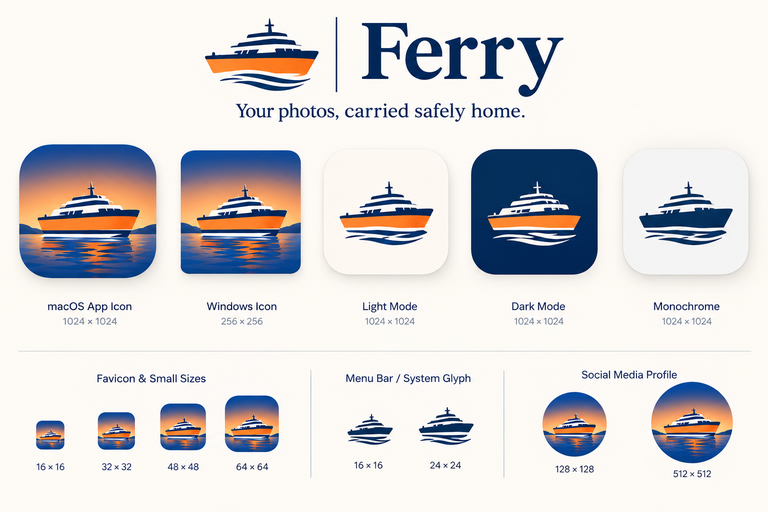 Ferry
Your photos, carried safely home.
macOS App Icon
1024 × 1024
Windows Icon
256 × 256
Light Mode
1024 × 1024
Dark Mode
1024 × 1024
Monochrome
1024 × 1024
Favicon & Small Sizes
16 × 16
32 × 32
48 × 48
64 × 64
Menu Bar / System Glyph
16 × 16
24 × 24
Social Media Profile
128 × 128
512 × 512